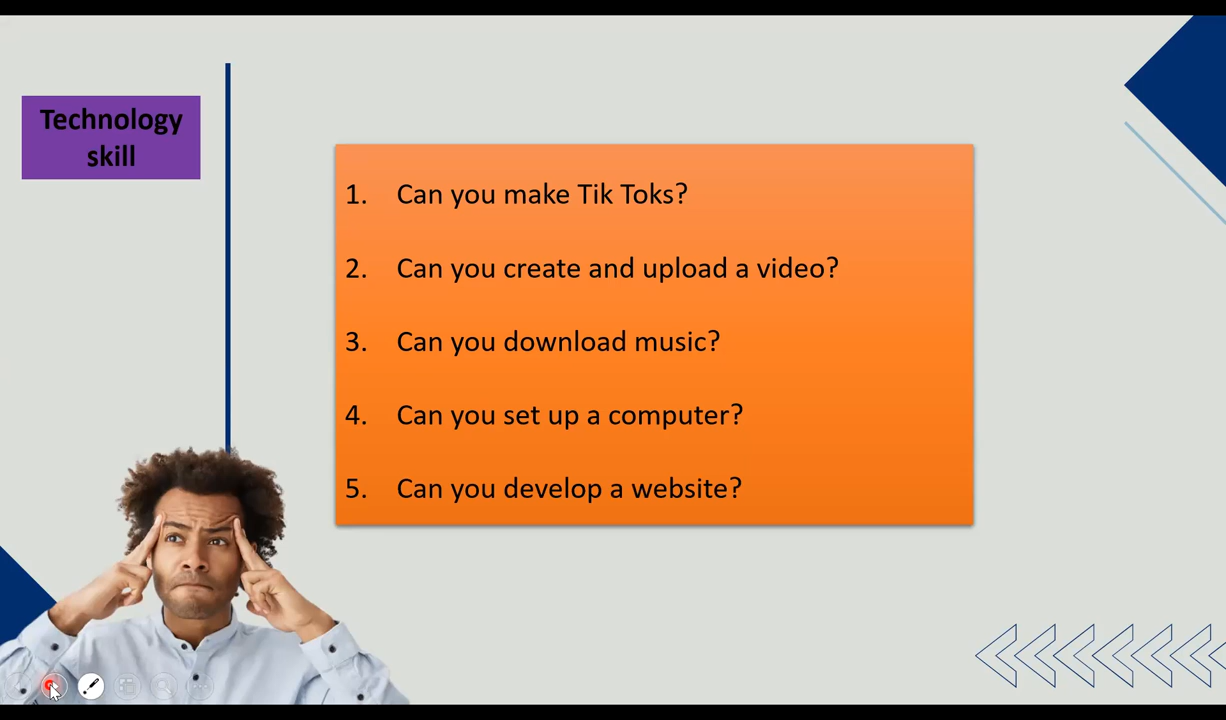 Technology
skill
1. Can you make Tik Toks?
2. Can you create and upload a video?
3. Can you download music?
4. Can you set up a computer?
5. Can you develop a website?